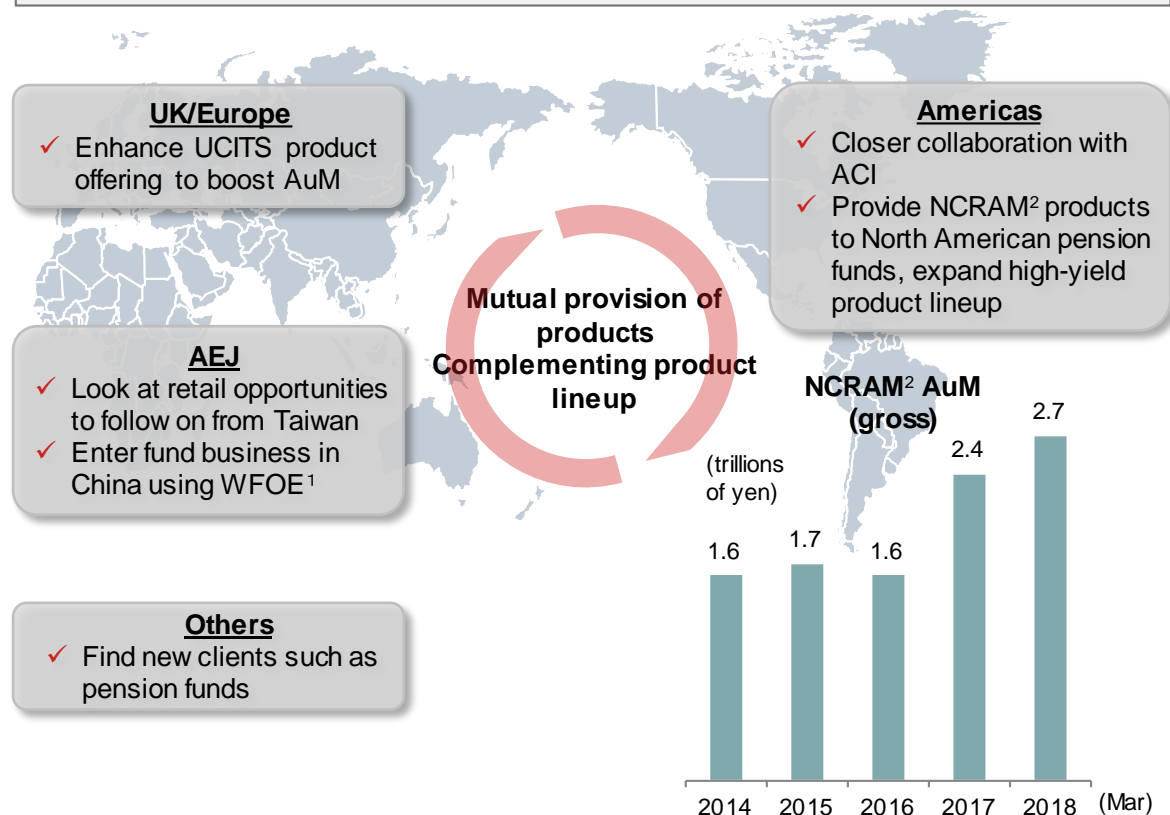 UK/Europe
✓ Enhance UCITS product
offering to boost AuM
AEJ
✓ Look at retail opportunities
to follow on from Taiwan
✓ Enter fund business in
China using WFOE¹
Others
✓ Find new clients such as
pension funds
Mutual provision of
products
Complementing product
lineup
Americas
✓ Closer collaboration with
ACI
✓ Provide NCRAM² products
to North American pension
funds, expand high-yield
product lineup
NCRAM² AuM
(gross)
(trillions
of yen)
1.6
1.7
1.6
2.4
2.7
2014 2015 2016 2017 2018 (Mar)